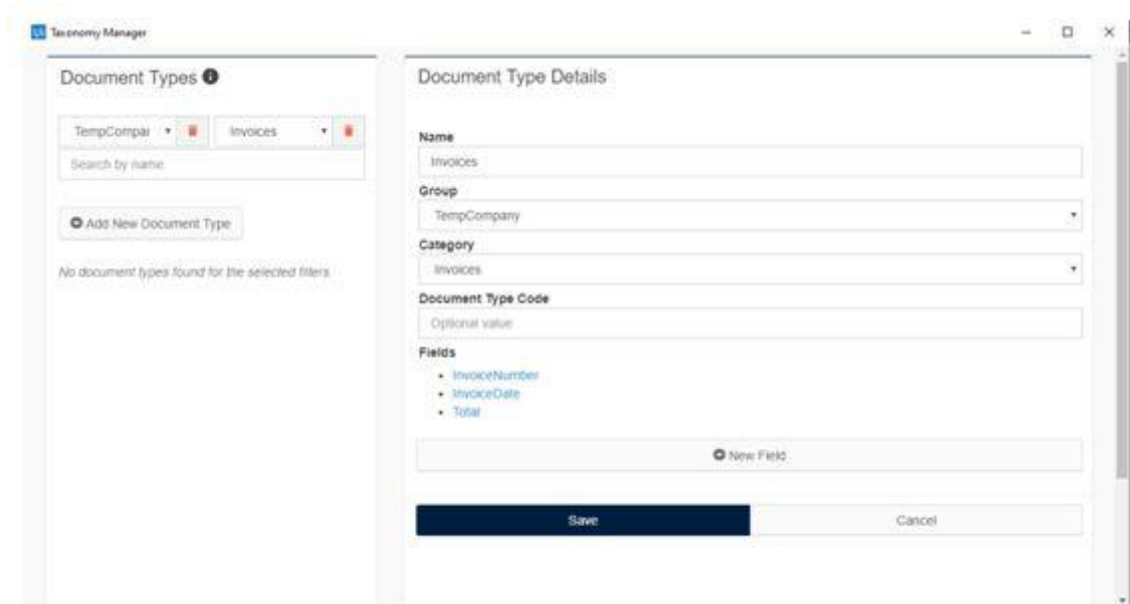 Taxonomy Manager
Document Types
TempCompai
Invoices
Search by name
Add New Document Type
No document types found for the selected filters.
Document Type Details
Name
Invoices
Group
TempCompany
Category
Invoices
Document Type Code
Optional value
Fields
InvoiceNumber
InvoiceDate
Total
New Field
Save
Cancel